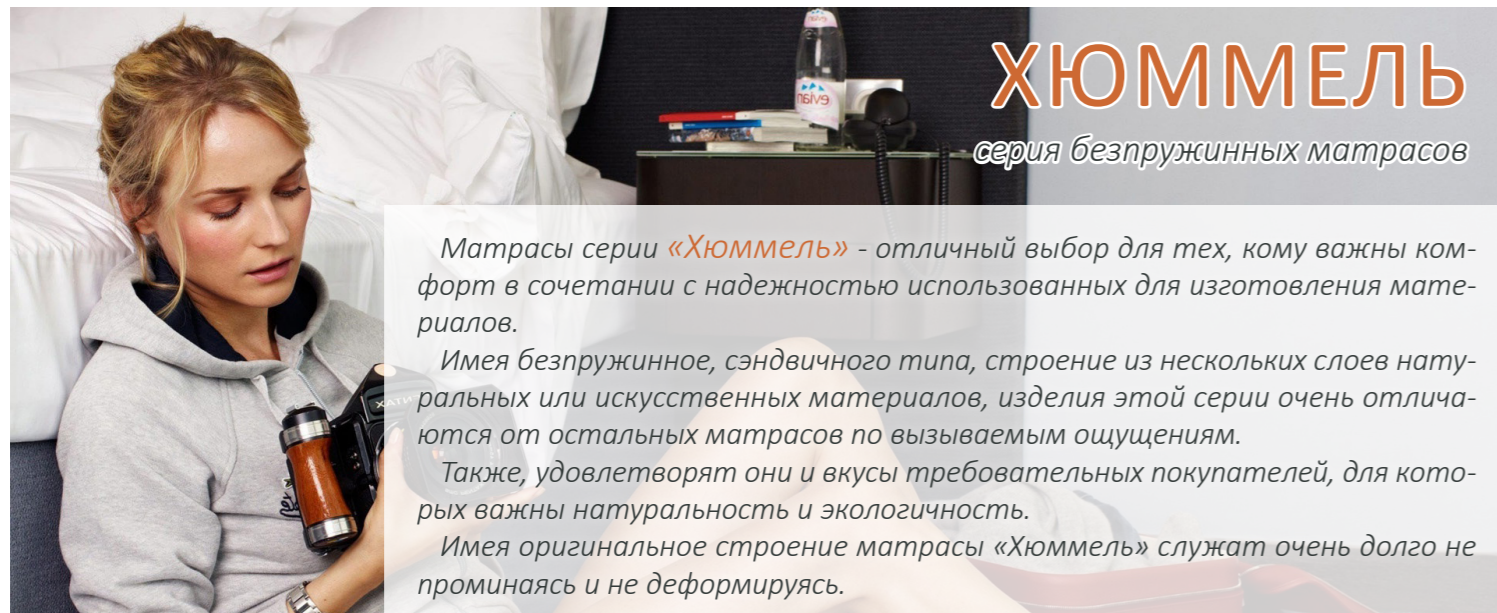 ХЮММЕЛЬ
серия безпружинных матрасов
evian
evian
Матрасы серии «Хюммель» - отличный выбор для тех, кому важны ком-
форт в сочетании с надежностью использованных для изготовления мате-
риалов.
Имея безпружинное, сэндвичного типа, строение из нескольких слоев нату-
ральных или искусственных материалов, изделия этой серии очень отлича-
ются от остальных матрасов по вызываемым ощущениям.
Также, удовлетворят они и вкусы требовательных покупателей, для кото-
рых важны натуральность и экологичность.
Имея оригинальное строение матрасы «Хюммель» служат очень долго не
проминаясь и не деформируясь.